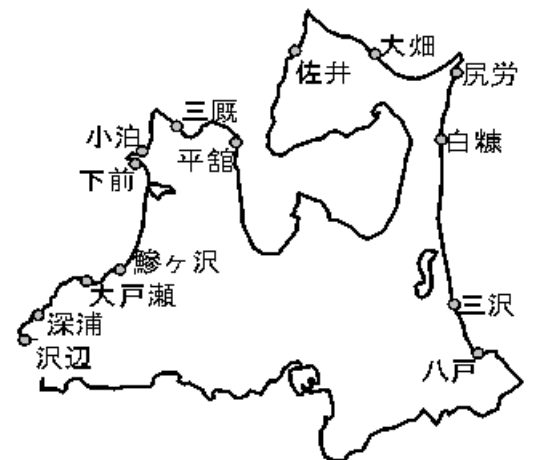 大畑
佐井
尻労
三厩
小泊
平舘
白糠
下前
鰺ヶ沢
大戸瀬
三沢
深浦
沢辺
八戸